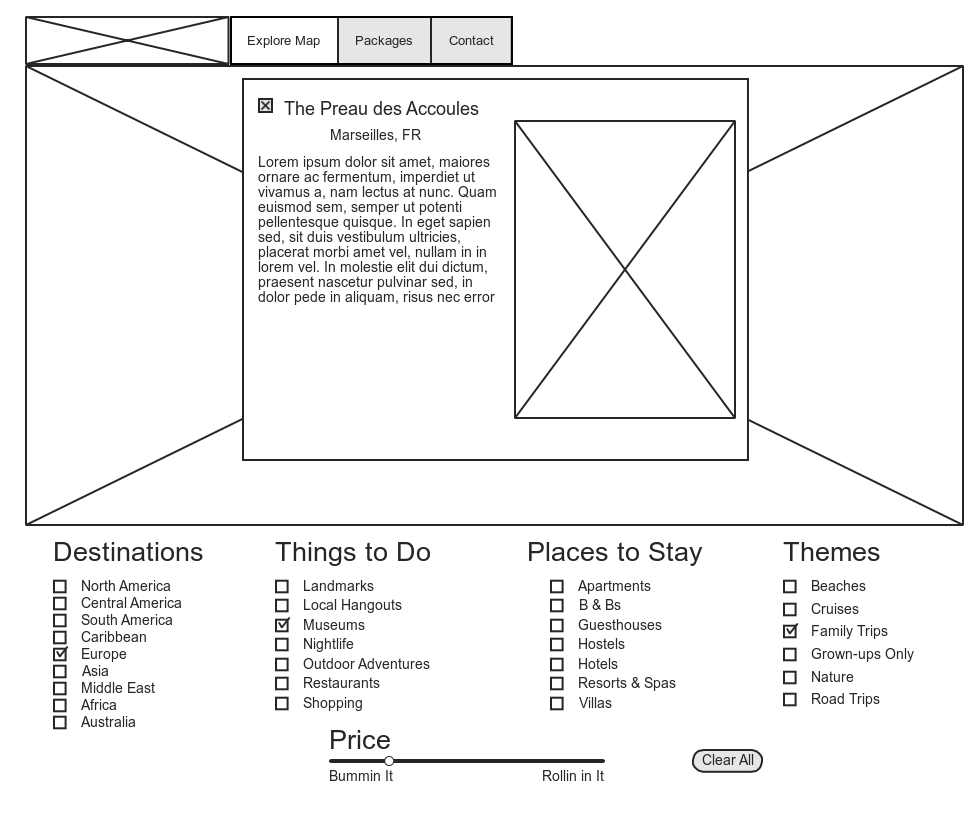 Explore Map
Packages
Contact
The Preau des Accoules
Marseilles, FR
Lorem ipsum dolor sit amet, maiores
ornare ac fermentum, imperdiet ut
vivamus a, nam lectus at nunc. Quam
euismod sem, semper ut potenti
pellentesque quisque. In eget sapien
sed, sit duis vestibulum ultricies,
placerat morbi amet vel, nullam in in
lorem vel. In molestie elit dui dictum,
praesent nascetur pulvinar sed, in
dolor pede in aliquam, risus nec error
Destinations
North America
Central America
South America
Caribbean
Europe
Asia
Middle East
Africa
Australia
Things to Do
Landmarks
Local Hangouts
Museums
Nightlife
Outdoor Adventures
Restaurants
Shopping
Places to Stay
Apartments
B & Bs
Guesthouses
Hostels
Hotels
Resorts & Spas
Villas
Themes
Beaches
Cruises
Family Trips
Grown-ups Only
Nature
Road Trips
Price
Bummin It
Rollin in It
Clear All